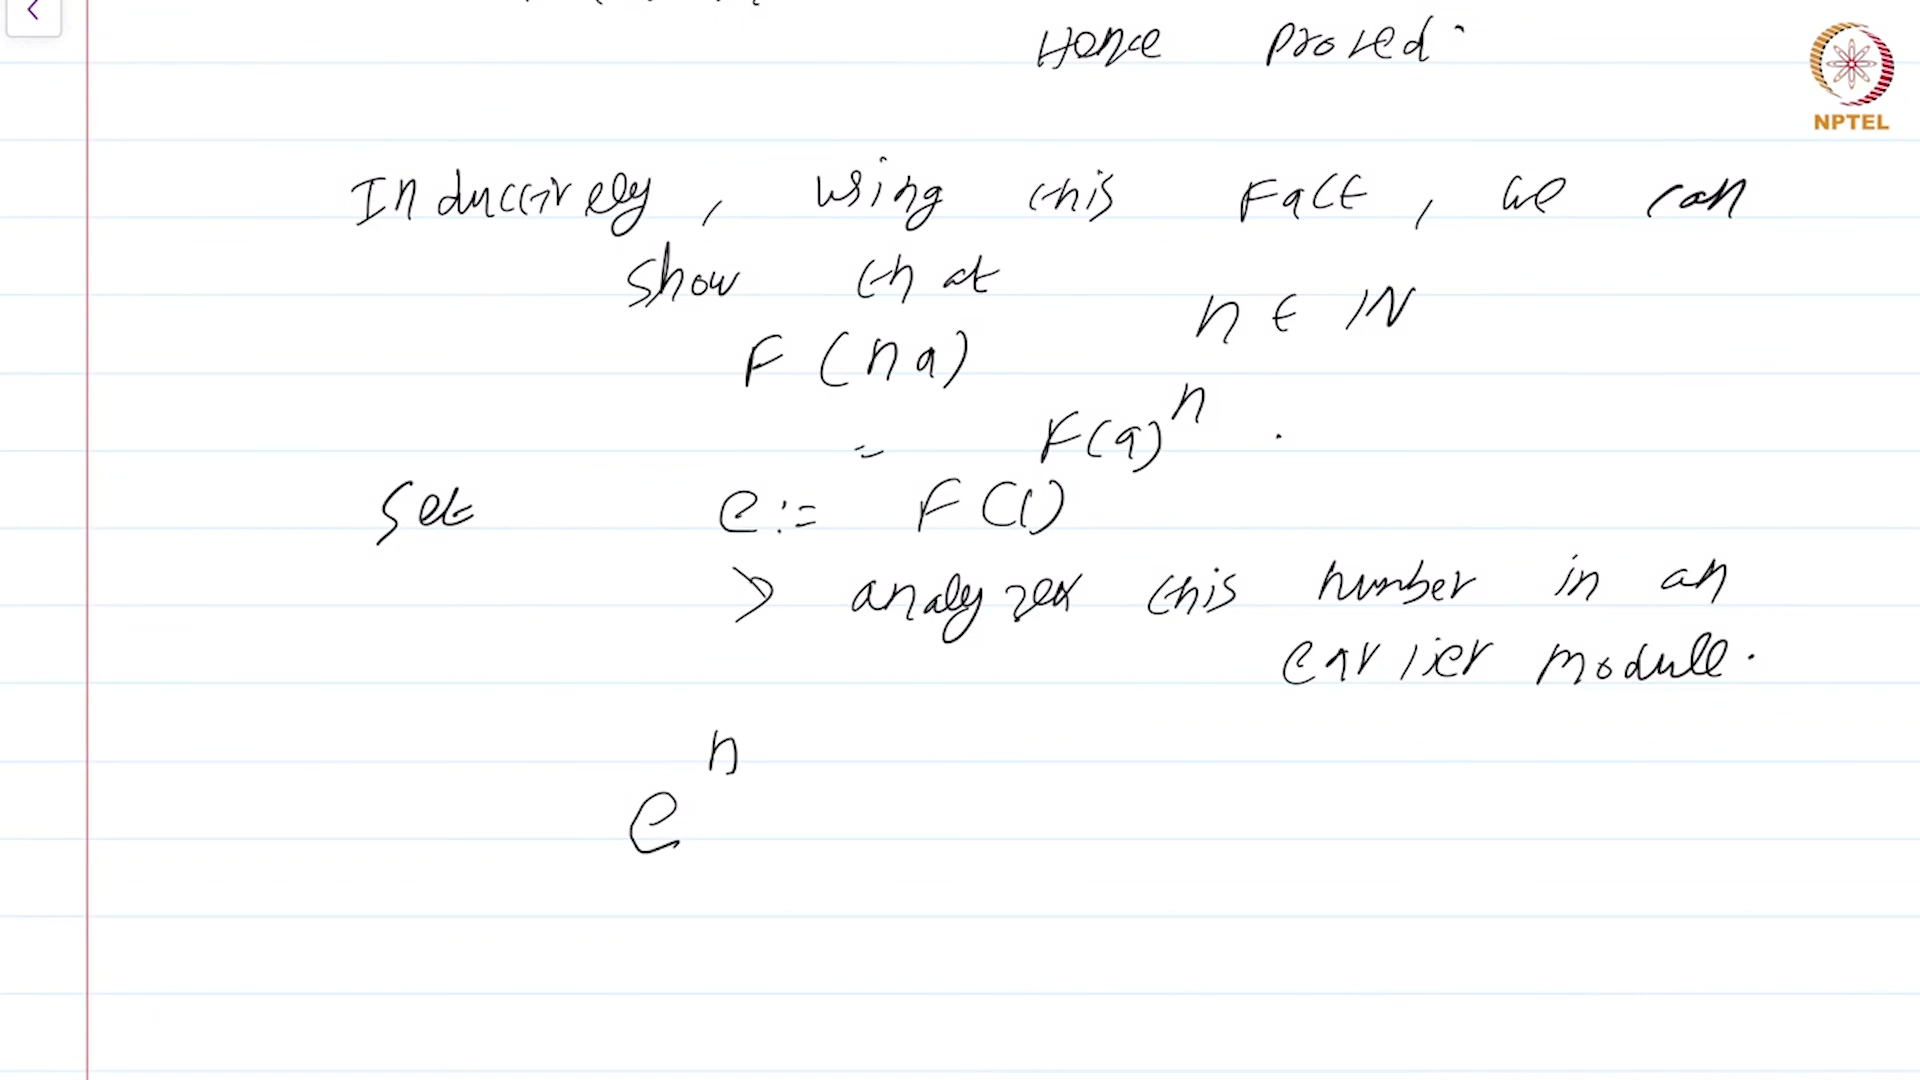 Hence proved.
NPTEL
Inductively, using this fact, we can
show that
n ∈ ℕ
F(na)
= F(a)^n.
Set e := F(1)
> analyzed this number in an
earlier module.
e^n